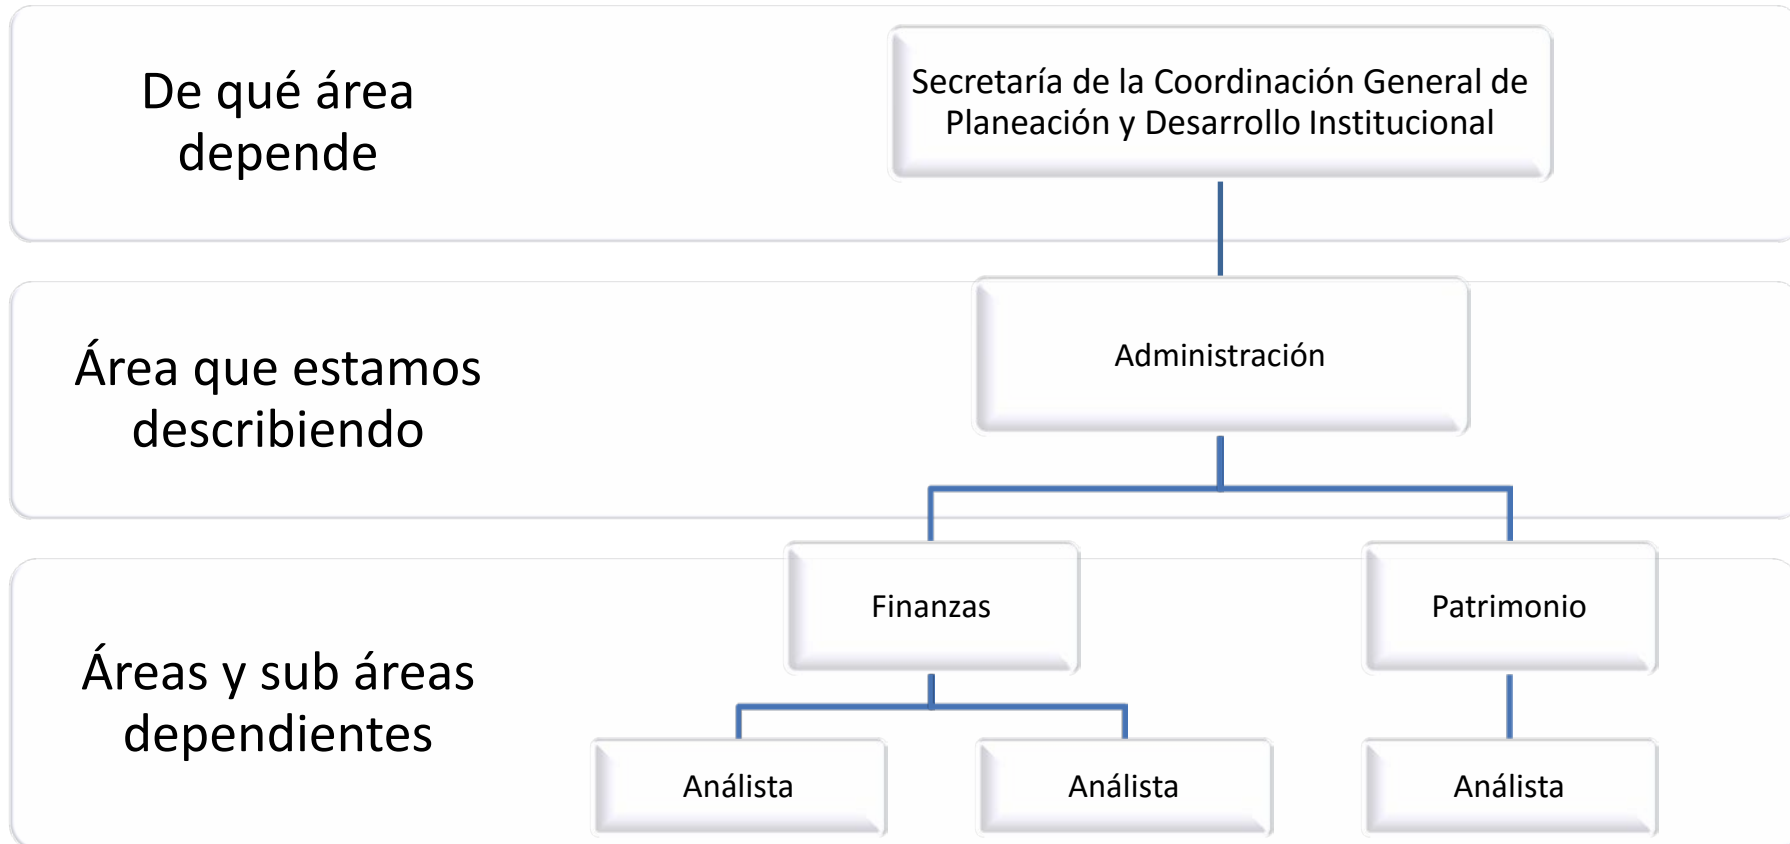 De qué área
depende
Secretaría de la Coordinación General de
Planeación y Desarrollo Institucional
Área que estamos
describiendo
Administración
Áreas y sub áreas
dependientes
Finanzas
Patrimonio
Análista
Análista
Análista